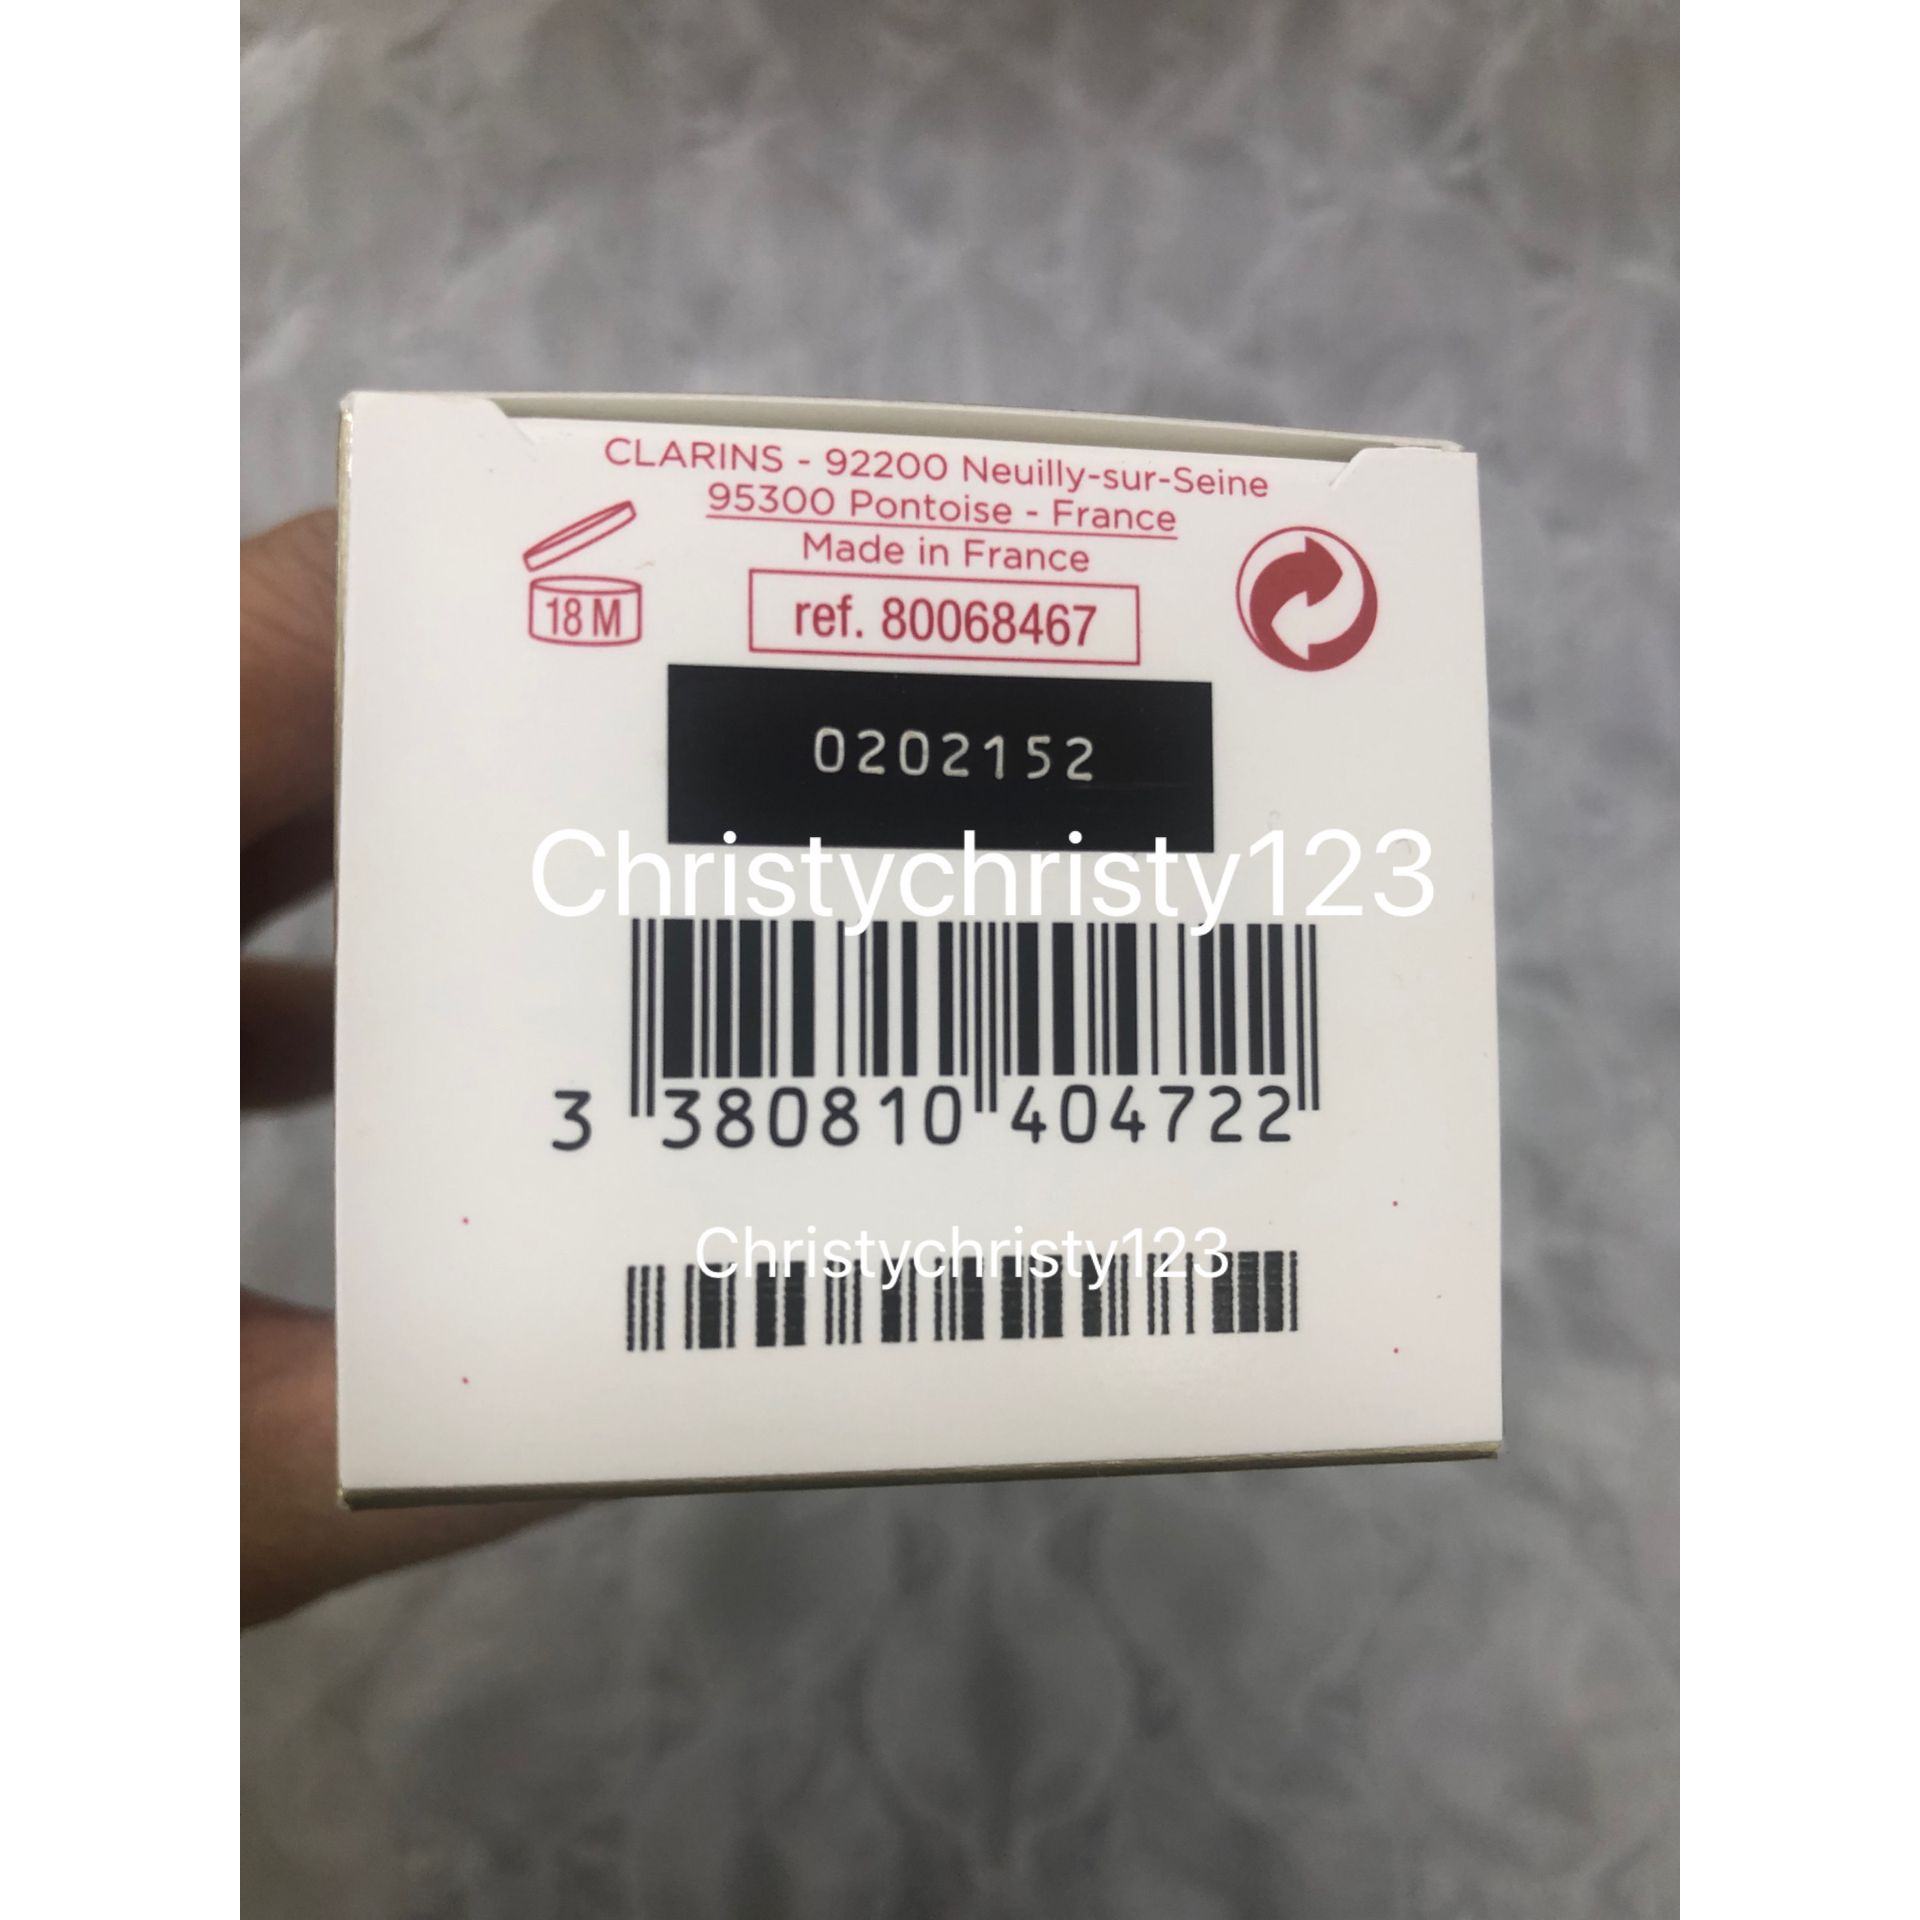 CLARINS - 92200 Neuilly-sur-Seine
95300 Pontoise - France
Made in France
18 M
ref. 80068467
0202152
Christychristy123
3 380810 404722
Christychristy123